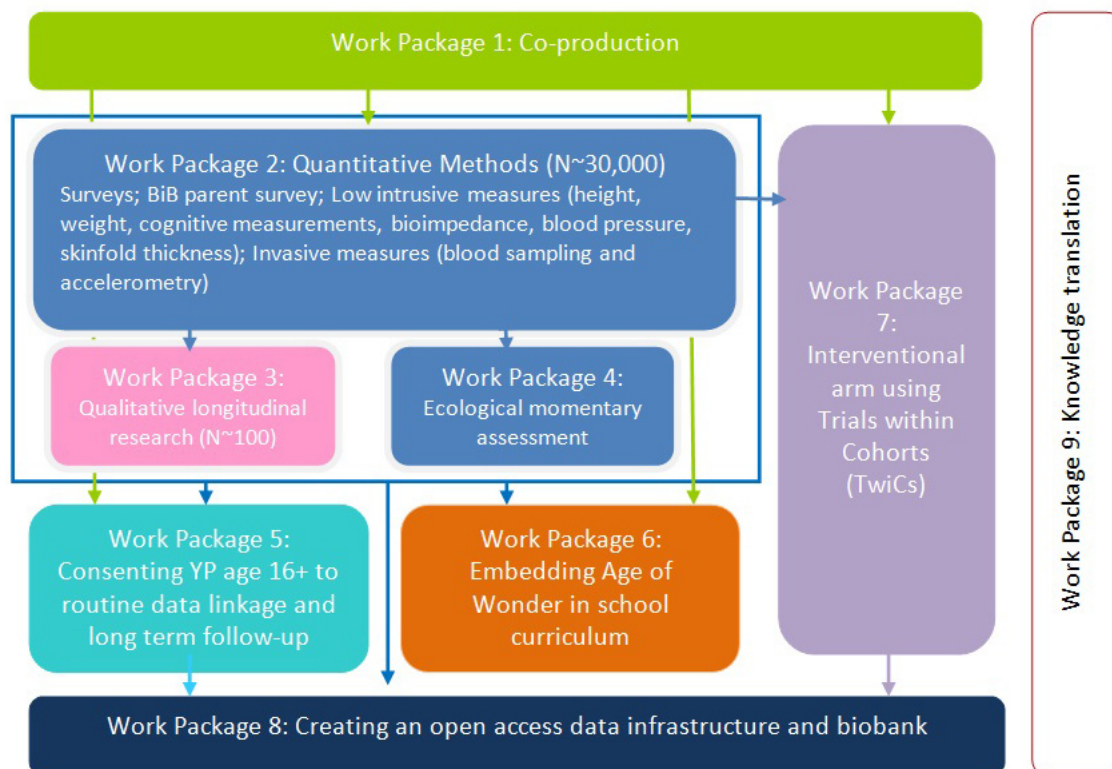 Work Package 1: Co-production
Work Package 2: Quantitative Methods (N~30,000)
Surveys; BiB parent survey; Low intrusive measures (height,
weight, cognitive measurements, bioimpedance, blood pressure,
skinfold thickness); Invasive measures (blood sampling and
accelerometry)
Work Package 3:
Qualitative longitudinal
research (N~100)
Work Package 4:
Ecological momentary
assessment
Work Package 5:
Consenting YP age 16+ to
routine data linkage and
long term follow-up
Work Package 6:
Embedding Age of
Wonder in school
curriculum
Work Package
7:
Interventional
arm using
Trials within
Cohorts
(TwiCs)
Work Package 8: Creating an open access data infrastructure and biobank
Work Package 9: Knowledge translation